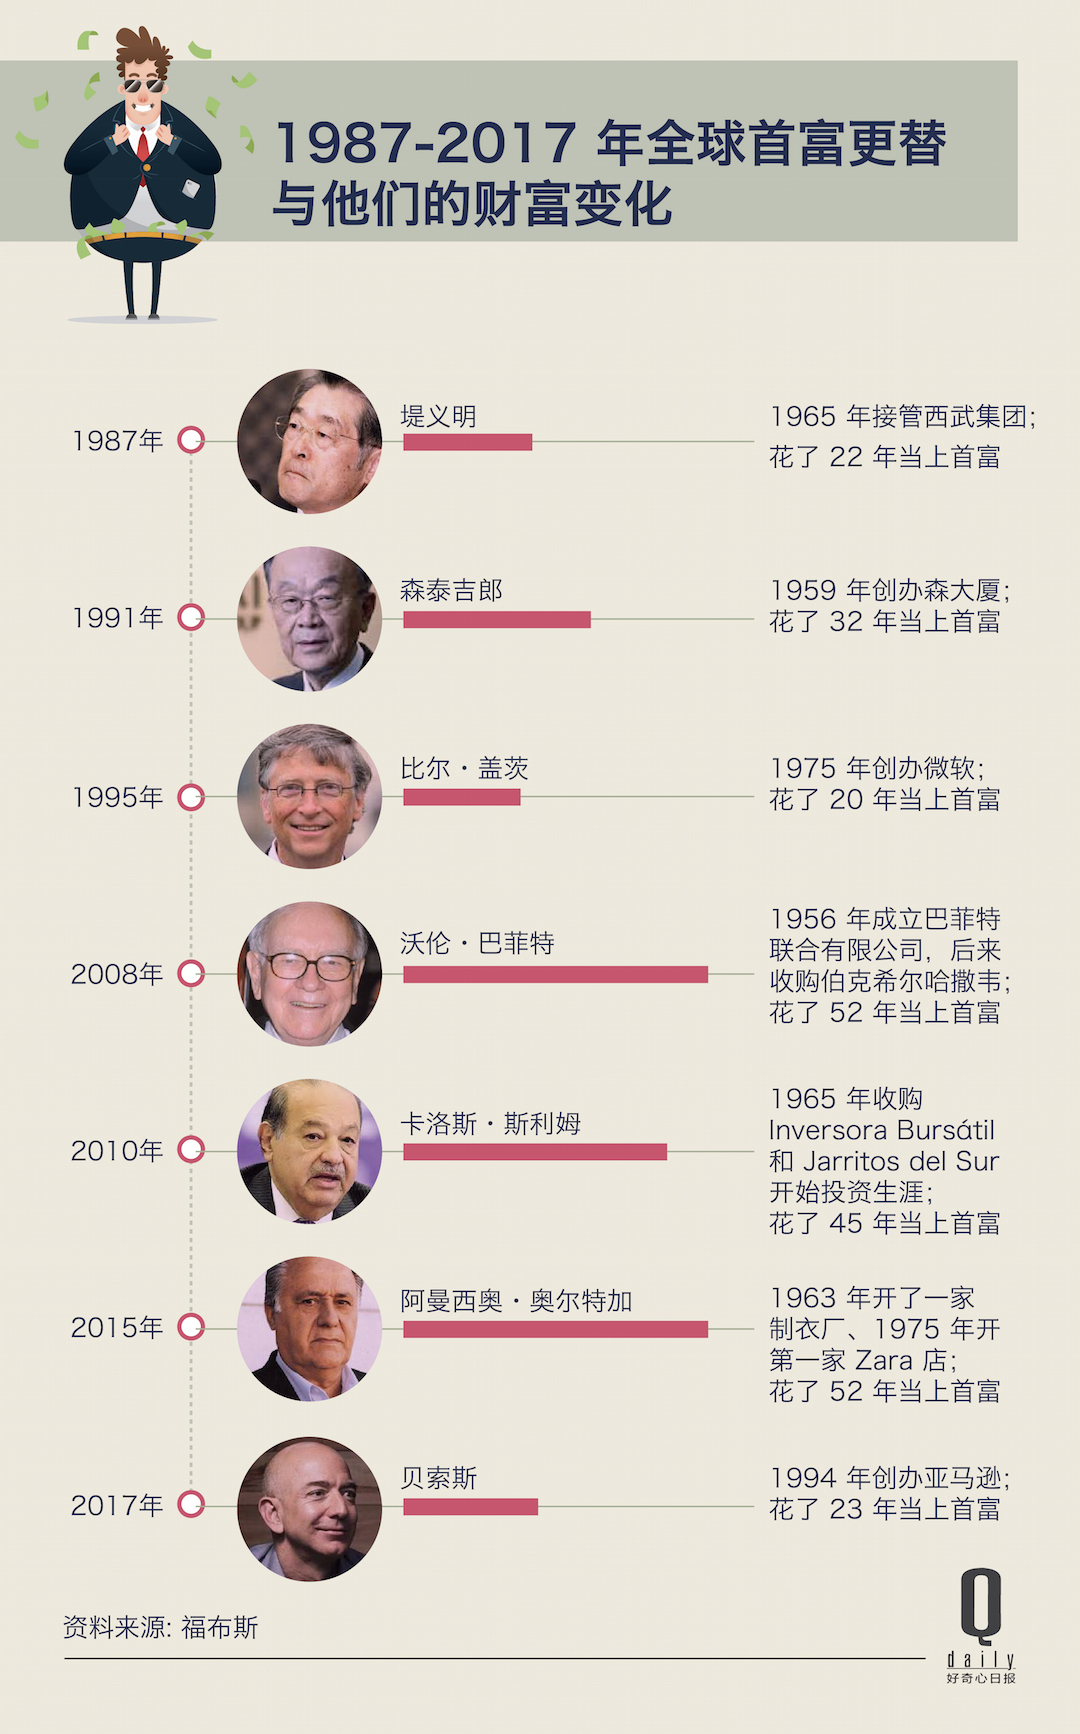 1987-2017 年全球首富更替
与他们的财富变化
1987年
堤义明
1965 年接管西武集团;
花了 22 年当上首富
1991年
森泰吉郎
1959 年创办森大厦;
花了 32 年当上首富
1995年
比尔·盖茨
1975 年创办微软;
花了 20 年当上首富
2008年
沃伦·巴菲特
1956 年成立巴菲特
联合有限公司，后来
收购伯克希尔哈撒韦;
花了 52 年当上首富
2010年
卡洛斯·斯利姆
1965 年收购
Inversora Bursátil
和 Jarritos del Sur
开始投资生涯;
花了 45 年当上首富
2015年
阿曼西奥·奥尔特加
1963 年开了一家
制衣厂、1975 年开
第一家 Zara 店;
花了 52 年当上首富
2017年
贝索斯
1994 年创办亚马逊;
花了 23 年当上首富
资料来源: 福布斯
Q
daily
好奇心日报